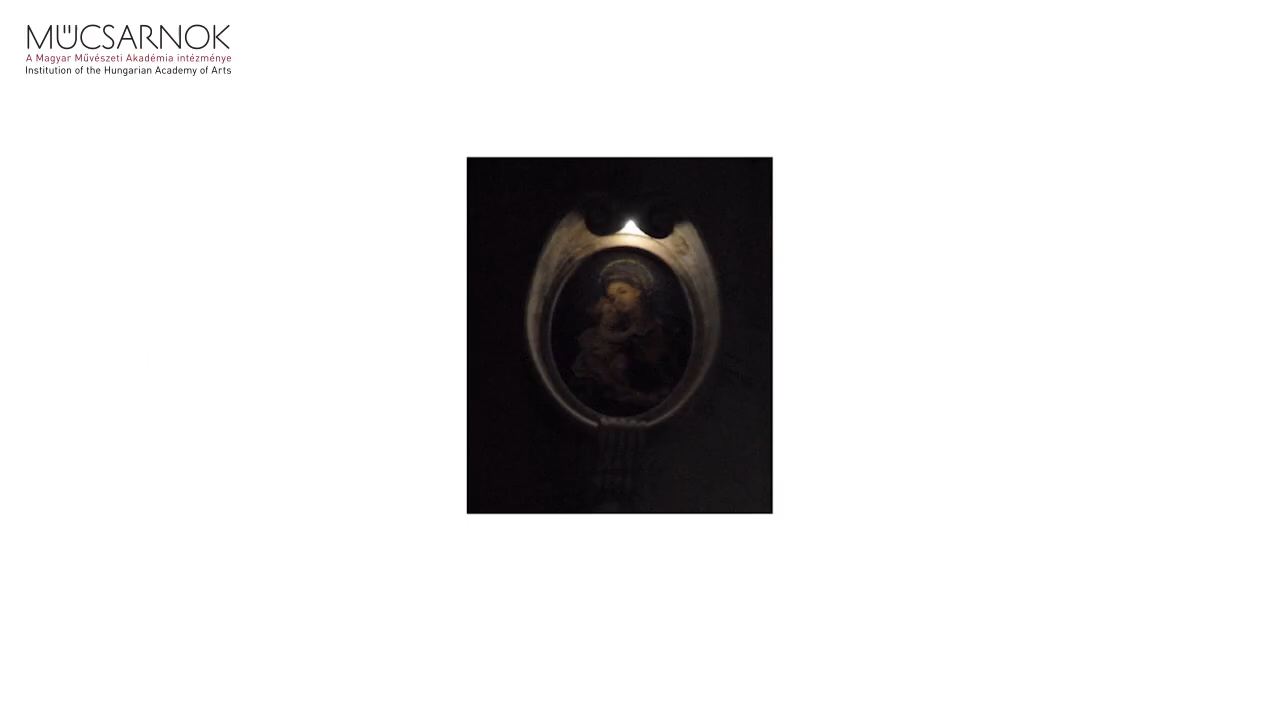 MŰCSARNOK
A Magyar Művészeti Akadémia intézménye
Institution of the Hungarian Academy of Arts